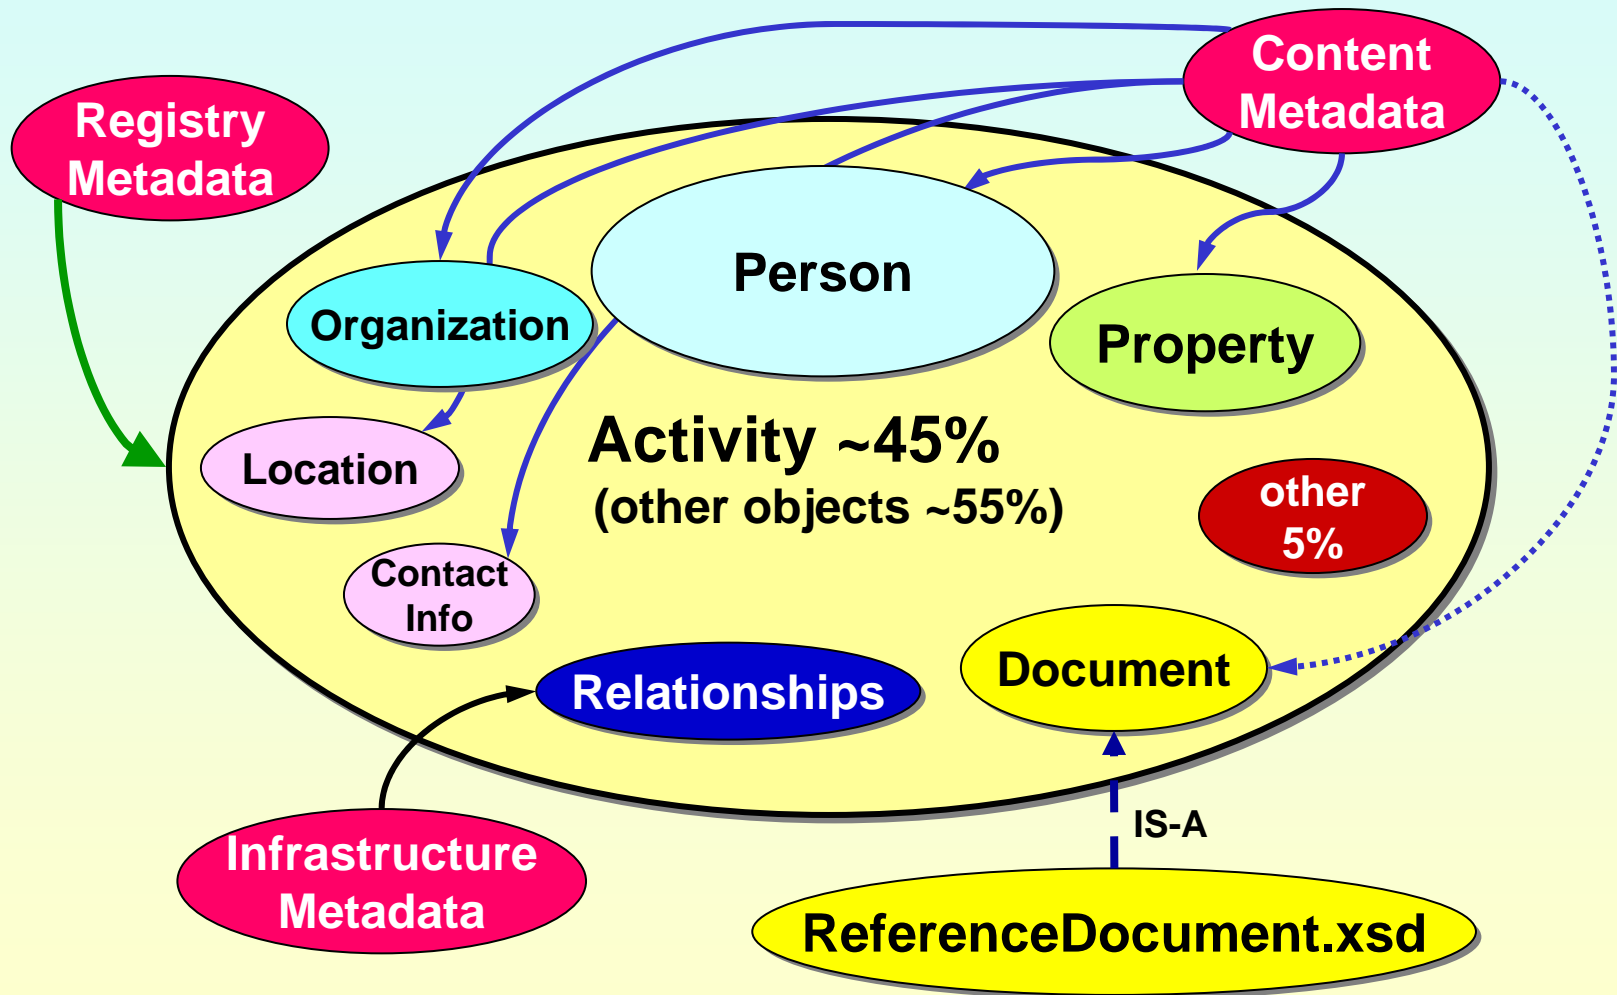 Content
Metadata
Registry
Metadata
Person
Organization
Property
Activity ~45%
(other objects ~55%)
Location
other
5%
Contact
Info
Document
Relationships
IS-A
Infrastructure
Metadata
ReferenceDocument.xsd